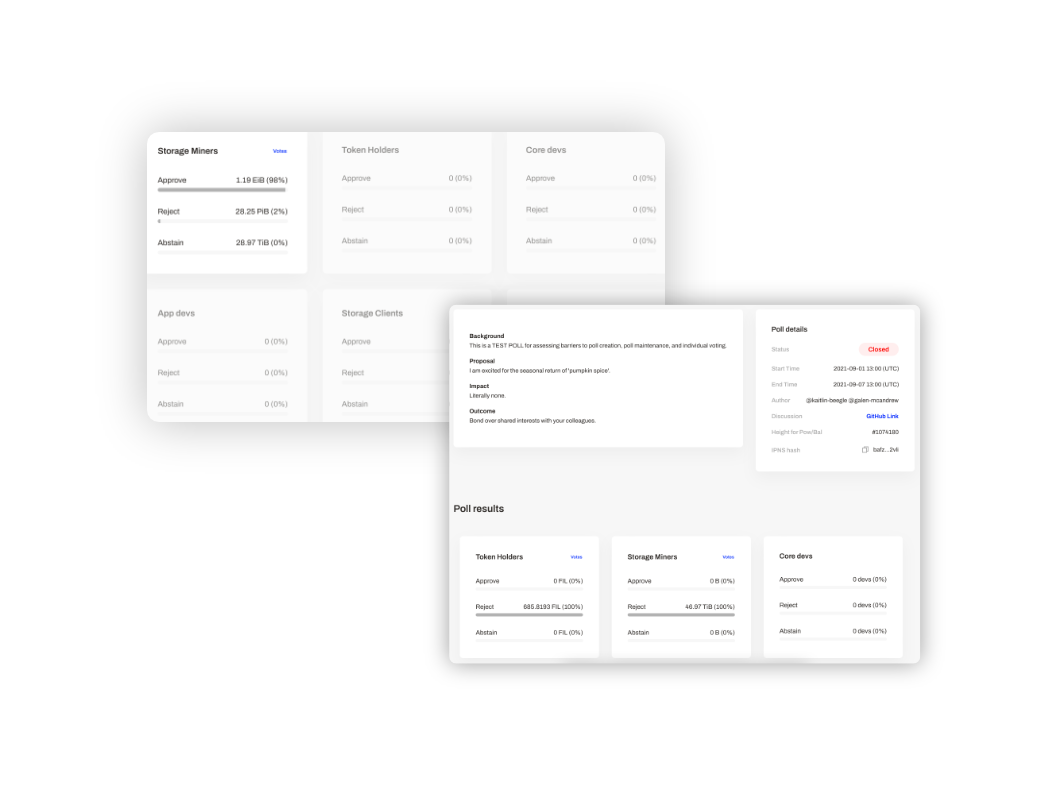 Storage Miners Votes
Approve 1.19 EiB (98%)
Reject 28.25 PiB (2%)
Abstain 28.97 TiB (0%)
Token Holders
Approve 0 (0%)
Reject 0 (0%)
Abstain 0 (0%)
Core devs
Approve 0 (0%)
Reject 0 (0%)
Abstain 0 (0%)
App devs
Approve 0 (0%)
Reject 0 (0%)
Abstain 0 (0%)
Storage Clients
Approve
Reject
Abstain
Background
This is a TEST POLL for assessing barriers to poll creation, poll maintenance, and individual voting.
Proposal
I am excited for the seasonal return of 'pumpkin spice'.
Impact
Literally none.
Outcome
Bond over shared interests with your colleagues.
Poll details
Status Closed
Start Time 2021-09-01 13:00 (UTC)
End Time 2021-09-07 13:00 (UTC)
Author @kaitlin-beegle @galen-mcandrew
Discussion GitHub Link
Height for Pow/Bal #1074180
IPNS hash bafz...2vli
Poll results
Token Holders Votes
Approve 0 FIL (0%)
Reject 685.8193 FIL (100%)
Abstain 0 FIL (0%)
Storage Miners Votes
Approve 0 B (0%)
Reject 46.97 TiB (100%)
Abstain 0 B (0%)
Core devs
Approve 0 devs (0%)
Reject 0 devs (0%)
Abstain 0 devs (0%)